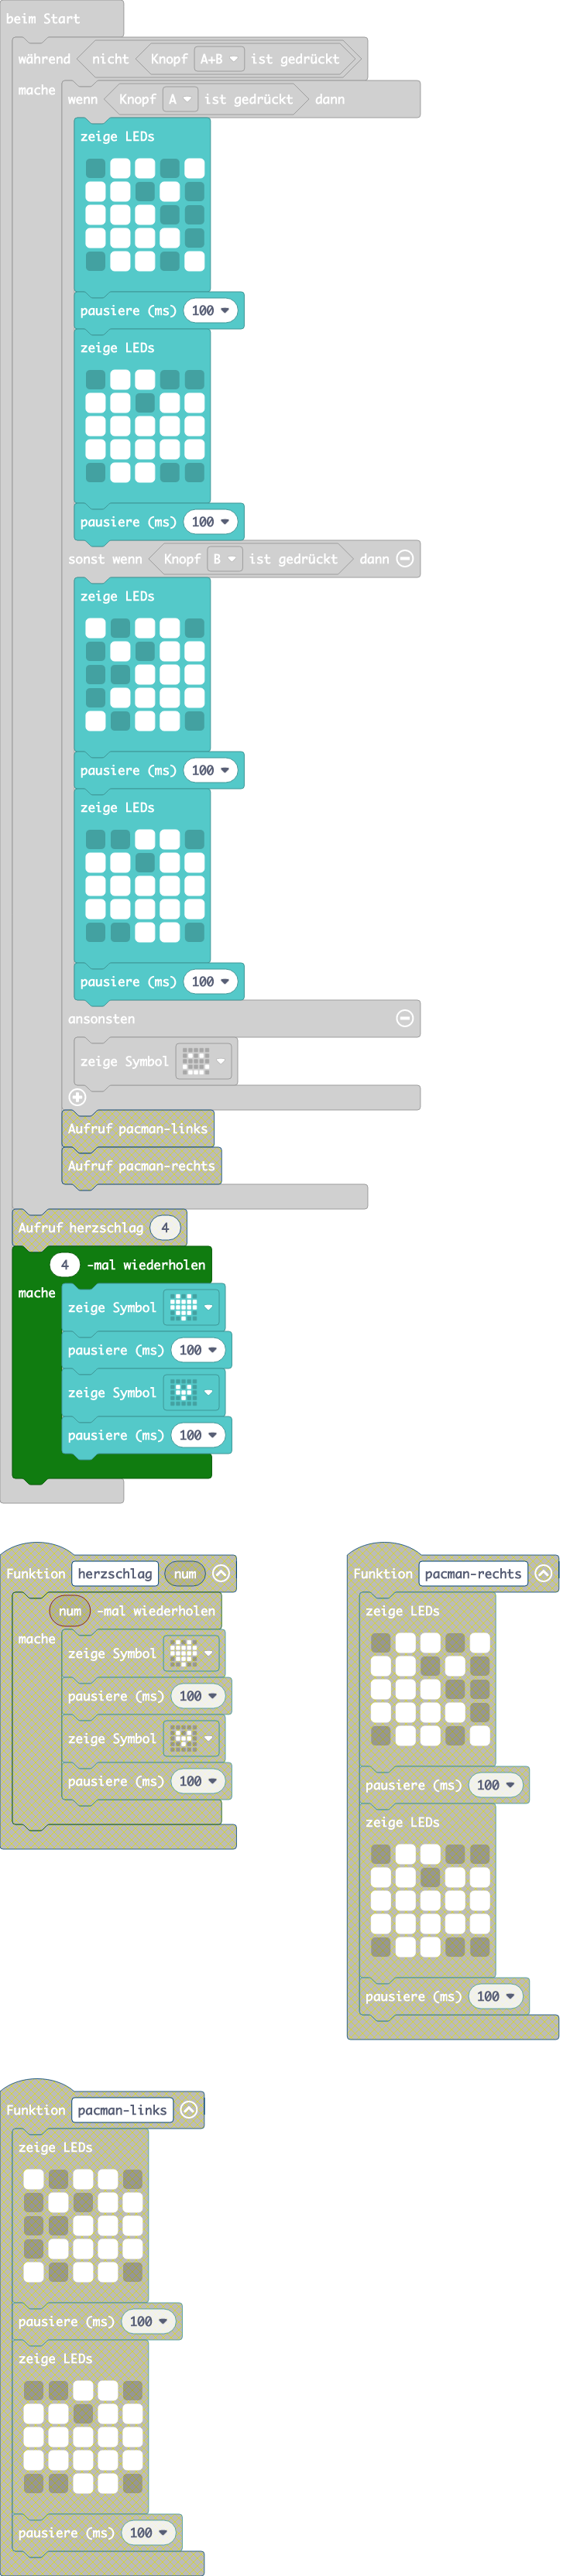 beim Start
während nicht Knopf A+B ist gedrückt
mache wenn Knopf A ist gedrückt dann
zeige LEDs
pausiere (ms) 100
zeige LEDs
pausiere (ms) 100
sonst wenn Knopf B ist gedrückt dann
zeige LEDs
pausiere (ms) 100
zeige LEDs
pausiere (ms) 100
ansonsten
zeige Symbol
Aufruf pacman-links
Aufruf pacman-rechts
Aufruf herzschlag 4
4 -mal wiederholen
mache zeige Symbol
pausiere (ms) 100
zeige Symbol
pausiere (ms) 100
Funktion herzschlag num
num -mal wiederholen
mache zeige Symbol
pausiere (ms) 100
zeige Symbol
pausiere (ms) 100
Funktion pacman-rechts
zeige LEDs
pausiere (ms) 100
zeige LEDs
pausiere (ms) 100
Funktion pacman-links
zeige LEDs
pausiere (ms) 100
zeige LEDs
pausiere (ms) 100